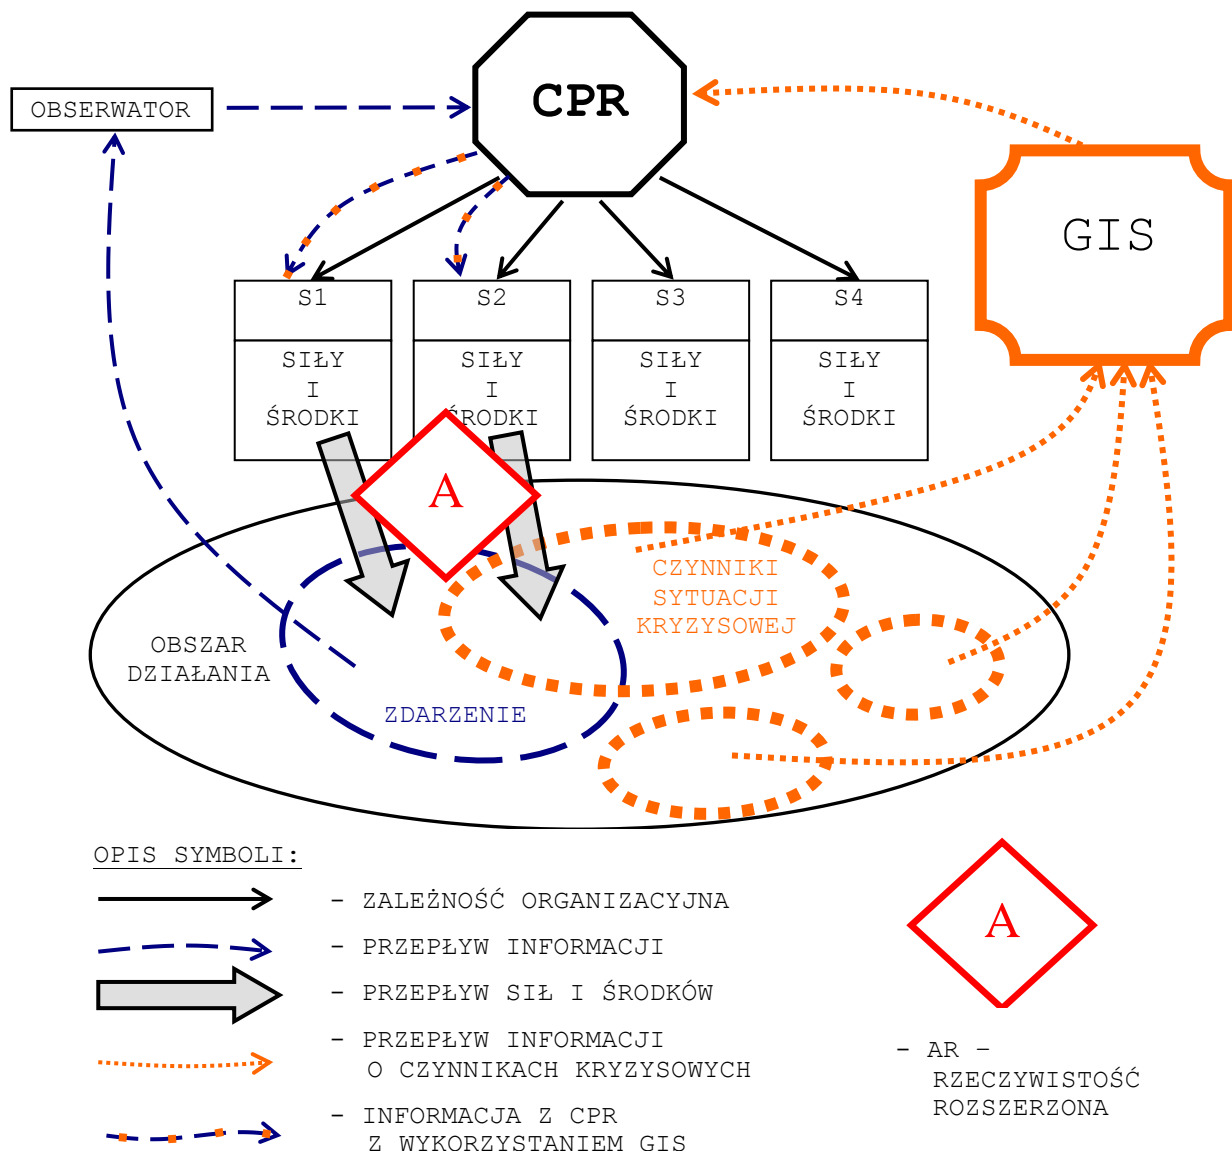 CPR
OBSERWATOR
GIS
S1
S2
S3
S4
SIŁY
I
ŚRODKI
SIŁY
I
ŚRODKI
SIŁY
I
ŚRODKI
SIŁY
I
ŚRODKI
A
CZYNNIKI
SYTUACJI
KRYZYSOWEJ
OBSZAR
DZIAŁANIA
ZDARZENIE
OPIS SYMBOLI:
- ZALEŻNOŚĆ ORGANIZACYJNA
- PRZEPŁYW INFORMACJI
- PRZEPŁYW SIŁ I ŚRODKÓW
- PRZEPŁYW INFORMACJI
O CZYNNIKACH KRYZYSOWYCH
- INFORMACJA Z CPR
Z WYKORZYSTANIEM GIS
A
- AR –
RZECZYWISTOŚĆ
ROZSZERZONA